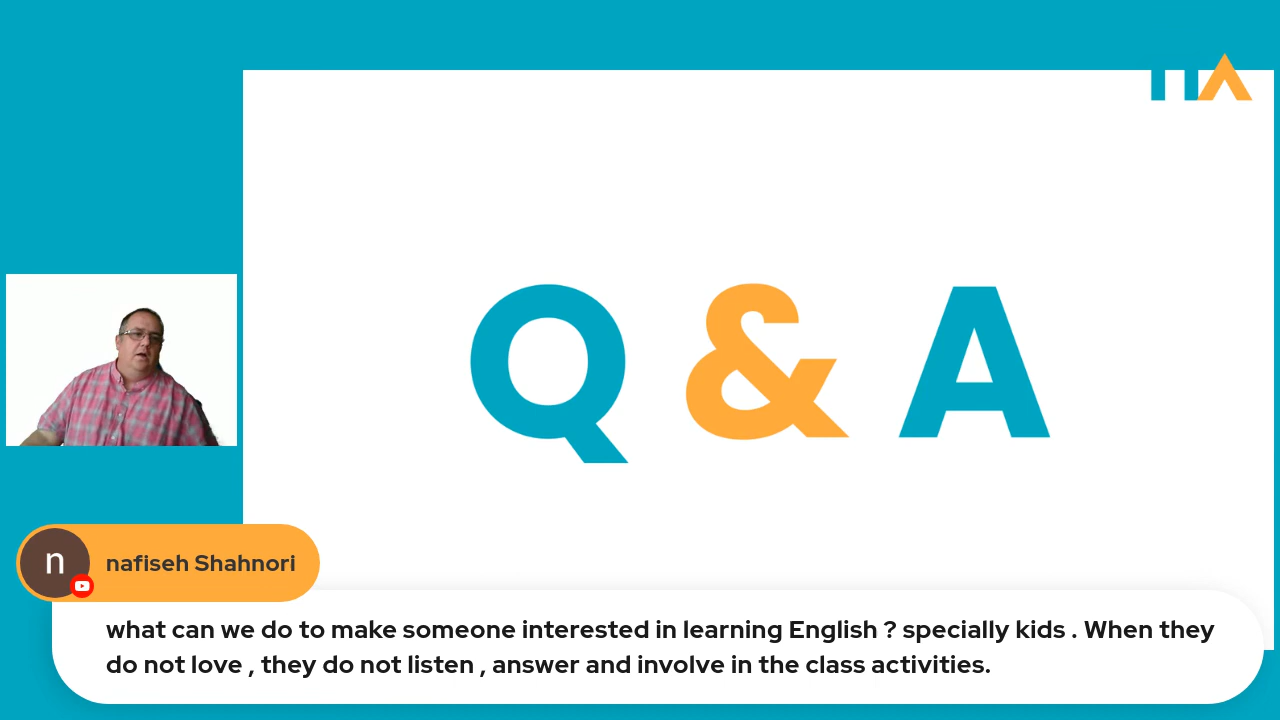 Q & A
n
nafiseh Shahnori
what can we do to make someone interested in learning English ? specially kids . When they
do not love , they do not listen , answer and involve in the class activities.